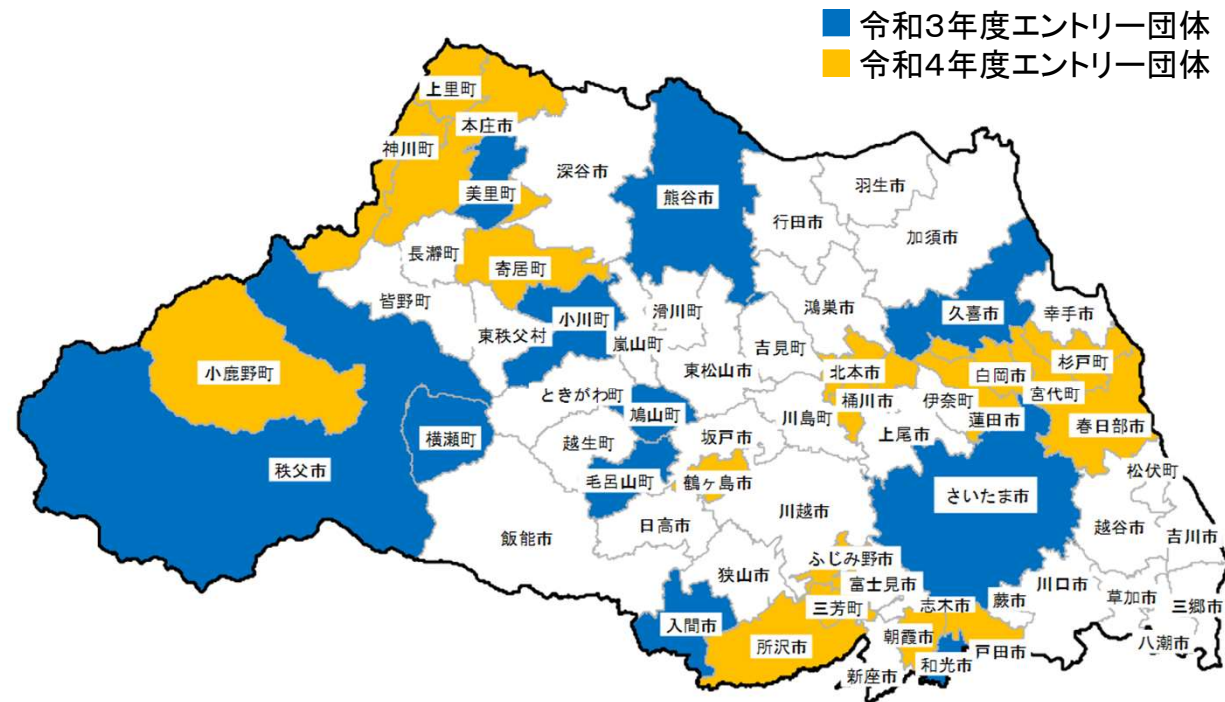 令和3年度エントリー団体
令和4年度エントリー団体
上里町
本庄市
神川町
美里町
深谷市
熊谷市
羽生市
行田市
加須市
長瀞町
寄居町
皆野町
小川町
東秩父村
嵐山町
滑川町
鴻巣市
久喜市
幸手市
吉見町
東松山市
小鹿野町
北本市
白岡市
杉戸町
宮代町
ときがわ町
鳩山町
川島町
桶川市
伊奈町
蓮田市
春日部市
横瀬町
越生町
坂戸市
上尾市
秩父市
毛呂山町
鶴ヶ島市
松伏町
さいたま市
川越市
飯能市
日高市
越谷市
吉川市
ふじみ野市
狭山市
富士見市
川口市
三芳町
志木市
蕨市
草加市
三郷市
入間市
所沢市
朝霞市
戸田市
八潮市
和光市
新座市